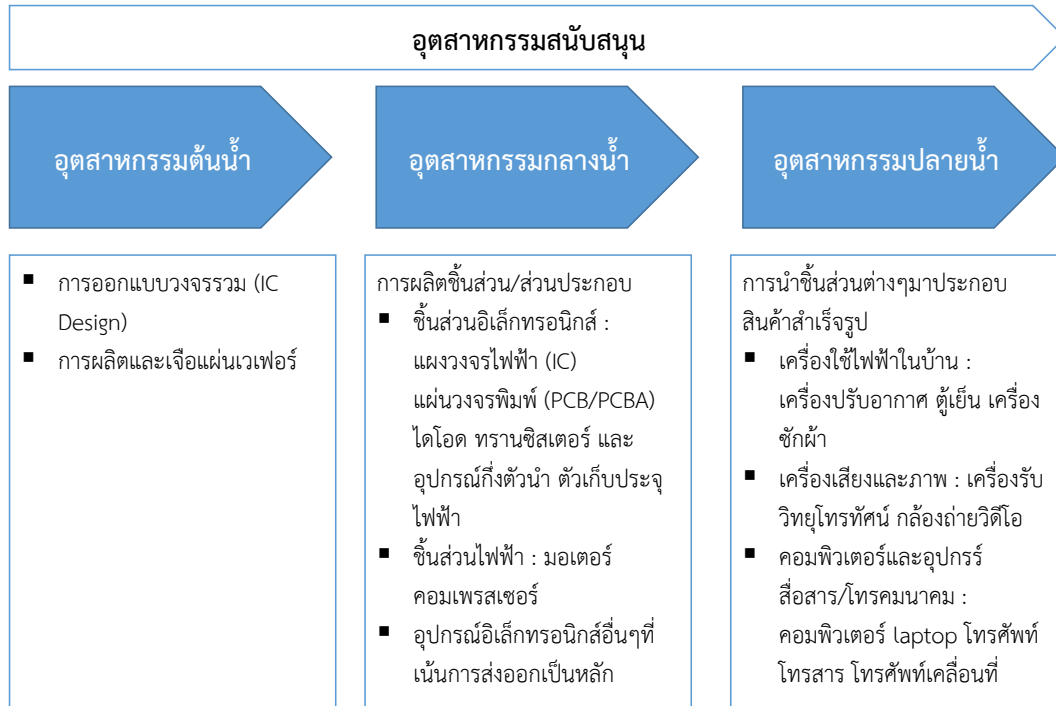 อุตสาหกรรมสนับสนุน
อุตสาหกรรมต้นน้ำ
อุตสาหกรรมกลางน้ำ
อุตสาหกรรมปลายน้ำ
▪ การออกแบบวงจรรวม (IC
Design)
▪ การผลิตและเจือแผ่นเวเฟอร์
การผลิตชิ้นส่วน/ส่วนประกอบ
▪ ชิ้นส่วนอิเล็กทรอนิกส์ :
แผงวงจรไฟฟ้า (IC)
แผ่นวงจรพิมพ์ (PCB/PCBA)
ไดโอด ทรานซิสเตอร์ และ
อุปกรณ์กึ่งตัวนำ ตัวเก็บประจุ
ไฟฟ้า
▪ ชิ้นส่วนไฟฟ้า : มอเตอร์
คอมเพรสเซอร์
▪ อุปกรณ์อิเล็กทรอนิกส์อื่นๆที่
เน้นการส่งออกเป็นหลัก
การนำชิ้นส่วนต่างๆมาประกอบ
สินค้าสำเร็จรูป
▪ เครื่องใช้ไฟฟ้าในบ้าน :
เครื่องปรับอากาศ ตู้เย็น เครื่อง
ซักผ้า
▪ เครื่องเสียงและภาพ : เครื่องรับ
วิทยุโทรทัศน์ กล้องถ่ายวิดีโอ
▪ คอมพิวเตอร์และอุปกรร์
สื่อสาร/โทรคมนาคม :
คอมพิวเตอร์ laptop โทรศัพท์
โทรสาร โทรศัพท์เคลื่อนที่